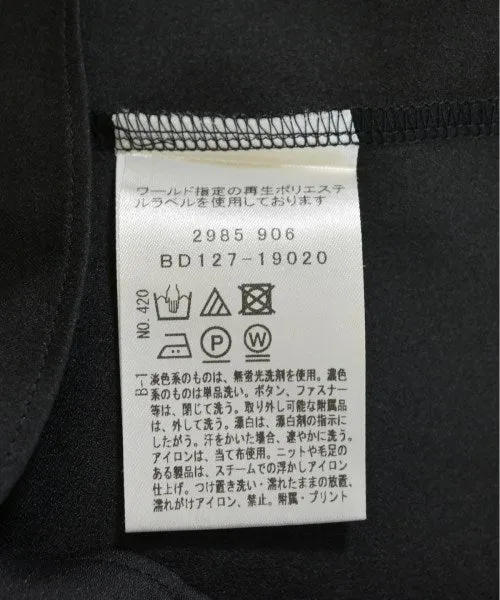 ワールド指定の再生ポリエステ
ルラベルを使用しております
2985 906
BD127-19020
NO.420
B-1
淡色系のものは、無蛍光洗剤を使用。濃色
系のものは単品洗い。ボタン、ファスナー
等は、閉じて洗う。取り外し可能な附属品
は、外して洗う。漂白は、漂白剤の指示に
したがう。汗をかいた場合、速やかに洗う。
アイロンは、当て布使用。ニットや毛足の
ある製品は、スチームでの浮かしアイロン
仕上げ。つけ置き洗い・濡れたままの放置、
濡れがけアイロン、禁止。附属・プリント
P
W